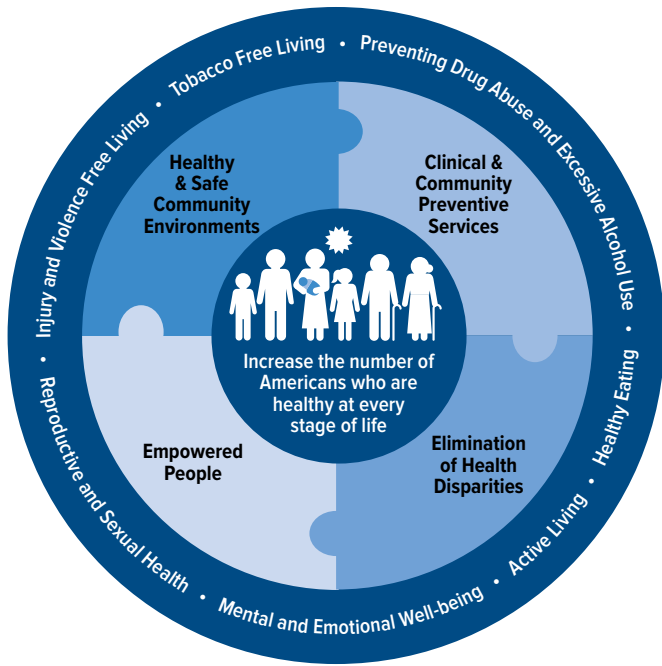 Tobacco Free Living • Preventing Drug Abuse and Excessive Alcohol Use • Healthy Eating • Active Living • Mental and Emotional Well-being • Reproductive and Sexual Health • Injury and Violence Free Living •
Healthy
& Safe
Community
Environments
Clinical &
Community
Preventive
Services
Increase the number of
Americans who are
healthy at every
stage of life
Empowered
People
Elimination
of Health
Disparities